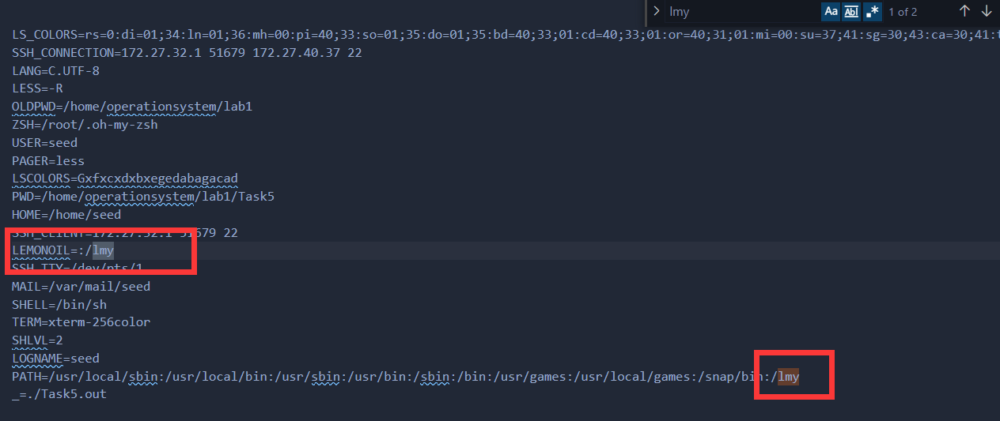 > lmy Aa Abl .* 1 of 2 ↑ ↓
LS_COLORS=rs=0:di=01;34:ln=01;36:mh=00:pi=40;33:so=01;35:do=01;35:bd=40;33;01:cd=40;33;01:or=40;31;01:mi=00:su=37;41:sg=30;43:ca=30;41:
SSH_CONNECTION=172.27.32.1 51679 172.27.40.37 22
LANG=C.UTF-8
LESS=-R
OLDPWD=/home/operationsystem/lab1
ZSH=/root/.oh-my-zsh
USER=seed
PAGER=less
LSCOLORS=Gxfxcxdxbxegedabagacad
PWD=/home/operationsystem/lab1/Task5
HOME=/home/seed
SSH_CLIENT=172.27.32.1 51679 22
LEMONOIL=:/lmy
SSH_TTY=/dev/pts/1
MAIL=/var/mail/seed
SHELL=/bin/sh
TERM=xterm-256color
SHLVL=2
LOGNAME=seed
PATH=/usr/local/sbin:/usr/local/bin:/usr/sbin:/usr/bin:/sbin:/bin:/usr/games:/usr/local/games:/snap/bin:/lmy
_=./Task5.out